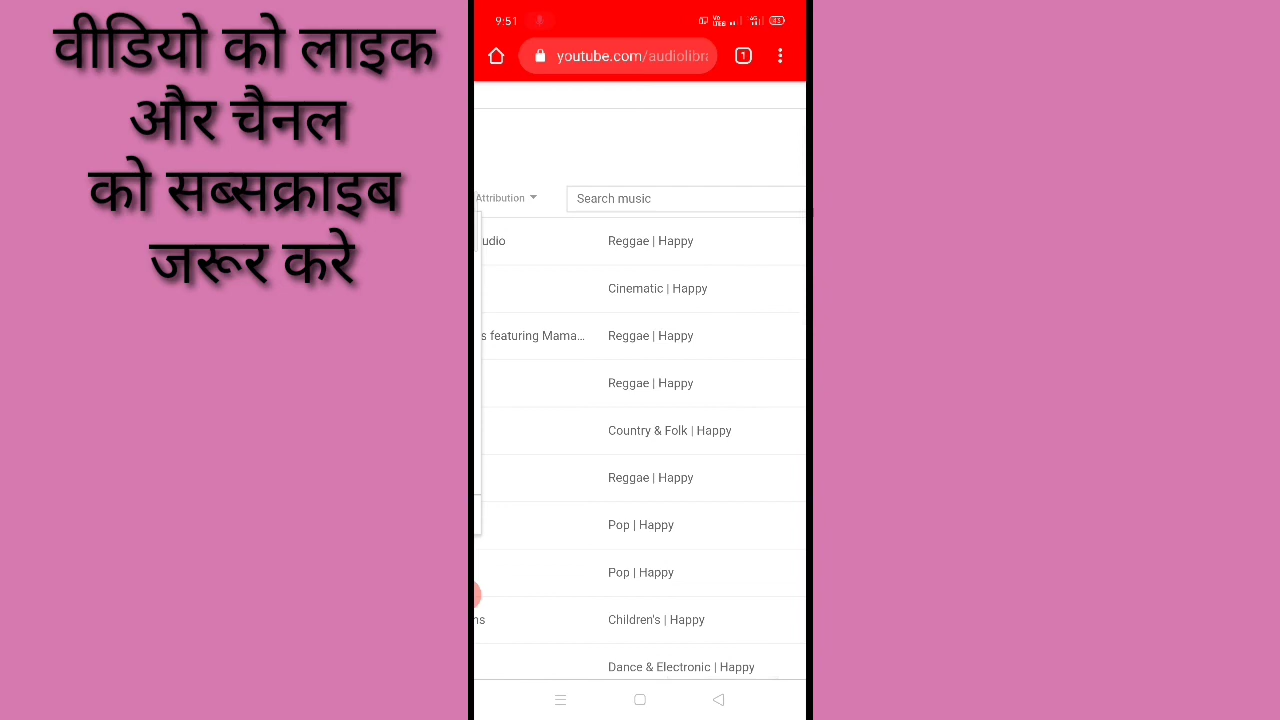 वीडियो को लाइक
और चैनल
को सब्सक्राइब
जरूर करे
9:51
youtube.com/audiolibra
1
Attribution
Search music
udio Reggae | Happy
Cinematic | Happy
s featuring Mama... Reggae | Happy
Reggae | Happy
Country & Folk | Happy
Reggae | Happy
Pop | Happy
Pop | Happy
ns Children's | Happy
Dance & Electronic | Happy